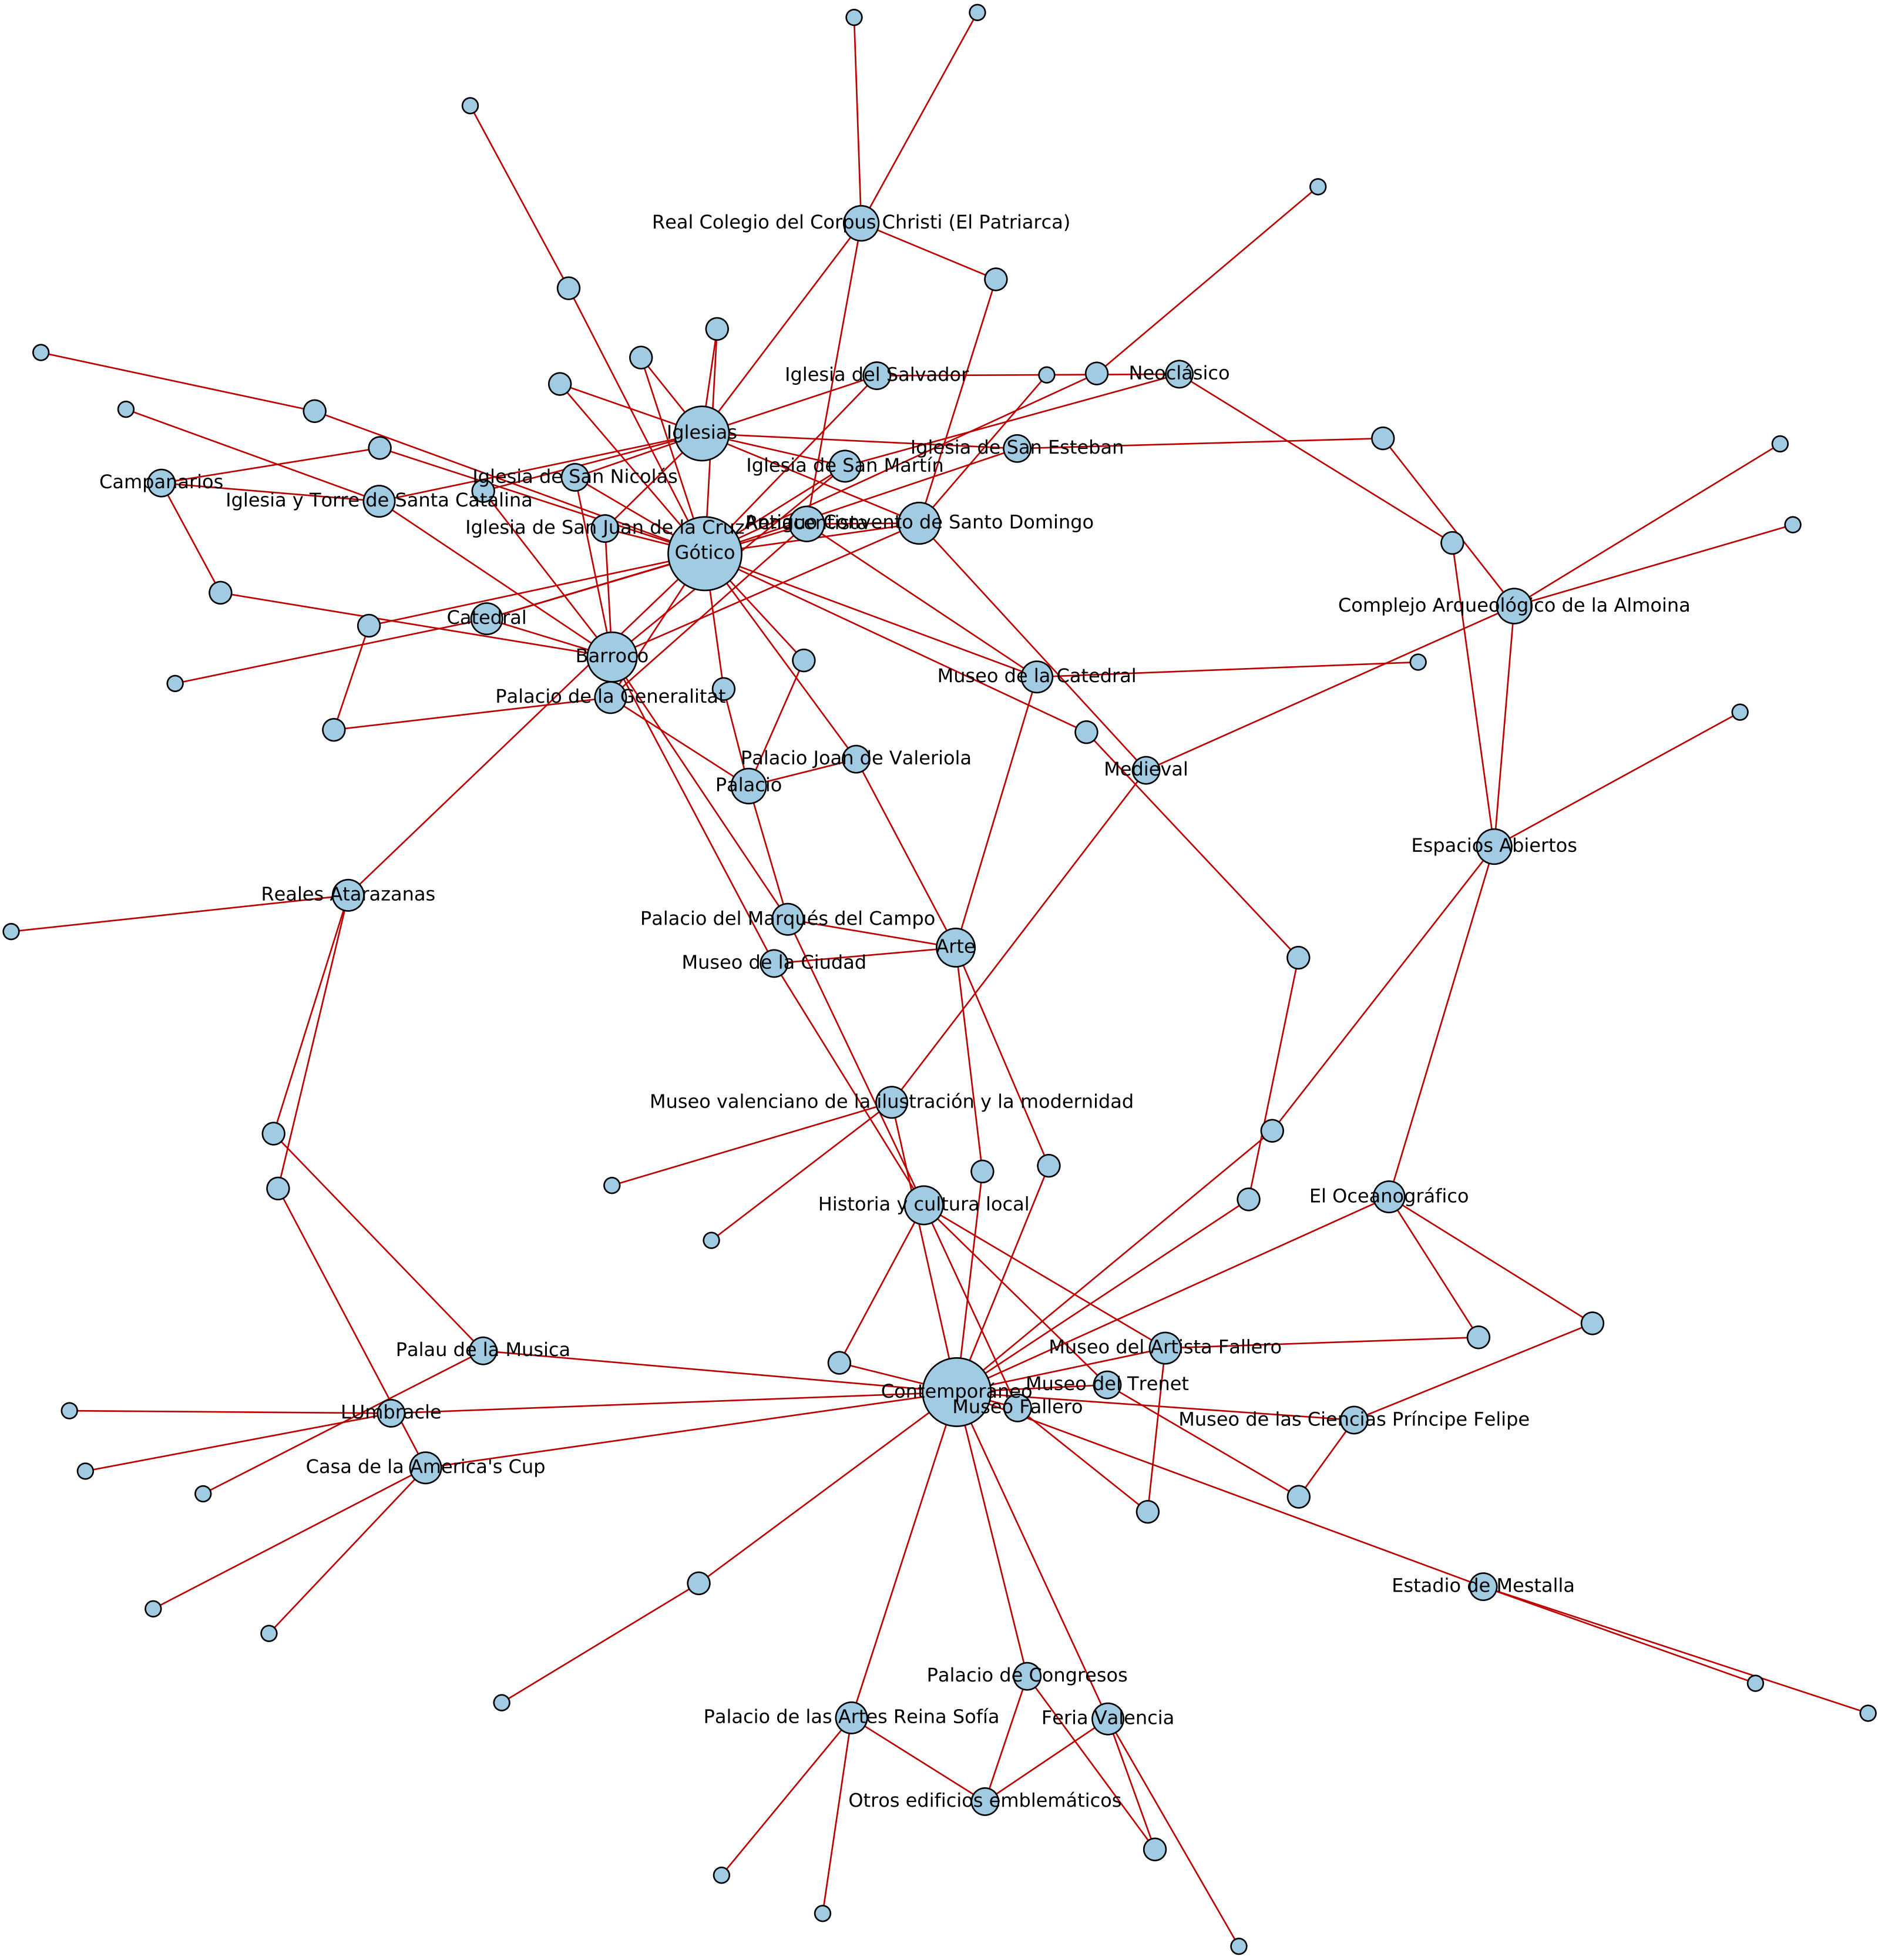 Real Colegio del Corpus Christi (El Patriarca)
Iglesia del Salvador
Neoclásico
Iglesias
Iglesia de San Esteban
Iglesia de San Martín
Iglesia de San Nicolás
Campanarios
Iglesia y Torre de Santa Catalina
Iglesia de San Juan de la Cruz
Renacentista
Antiguo Convento de Santo Domingo
Gótico
Complejo Arqueológico de la Almoina
Catedral
Barroco
Museo de la Catedral
Palacio de la Generalitat
Palacio Joan de Valeriola
Medieval
Palacio
Espacios Abiertos
Reales Atarazanas
Palacio del Marqués del Campo
Arte
Museo de la Ciudad
Museo valenciano de la ilustración y la modernidad
El Oceanográfico
Historia y cultura local
Museo del Artista Fallero
Palau de la Musica
Museo del Trenet
Contemporáneo
Museo Fallero
LUmbracle
Museo de las Ciencias Príncipe Felipe
Casa de la America's Cup
Estadio de Mestalla
Palacio de Congresos
Palacio de las Artes Reina Sofía
Feria Valencia
Otros edificios emblemáticos